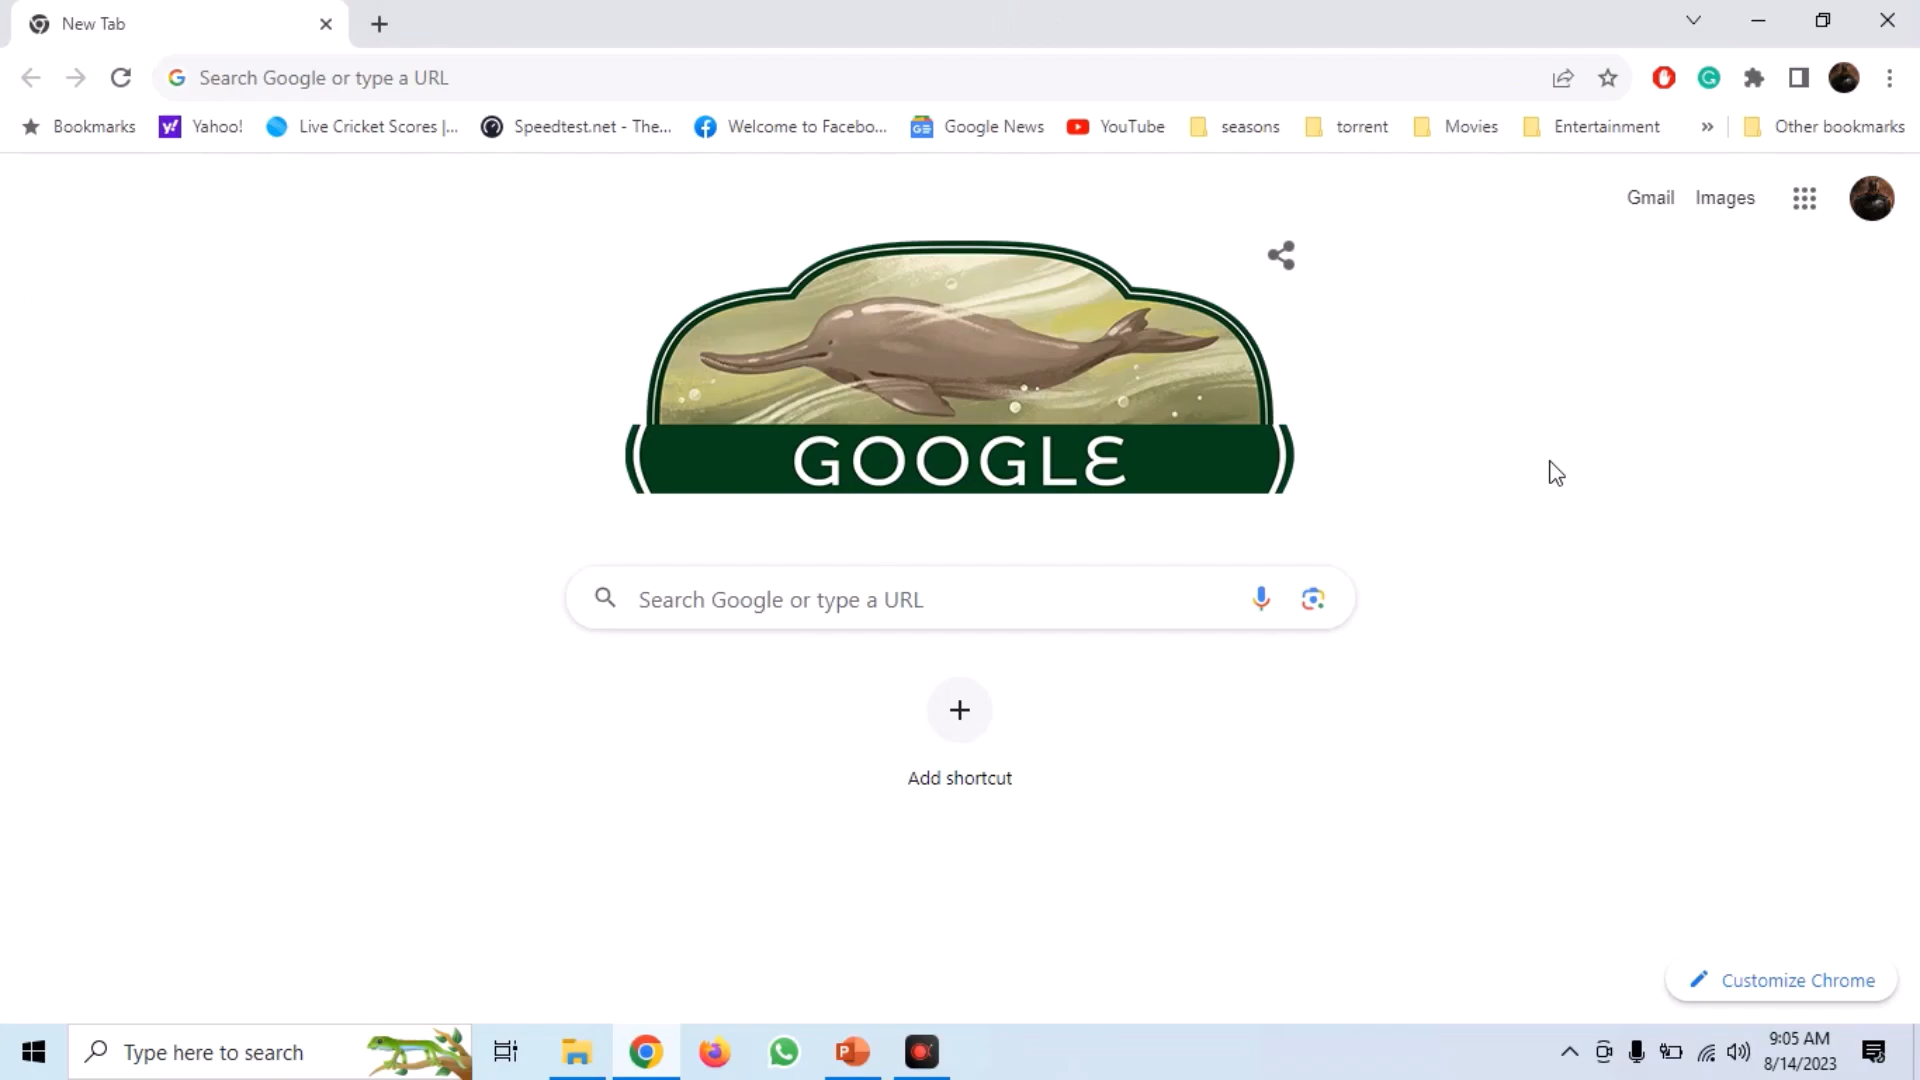 New Tab
Search Google or type a URL
Bookmarks Yahoo! Live Cricket Scores |... Speedtest.net - The... Welcome to Facebo... Google News YouTube seasons torrent Movies Entertainment » Other bookmarks
Gmail Images
GOOGLE
Search Google or type a URL
Add shortcut
Customize Chrome
Type here to search
9:05 AM
8/14/2023